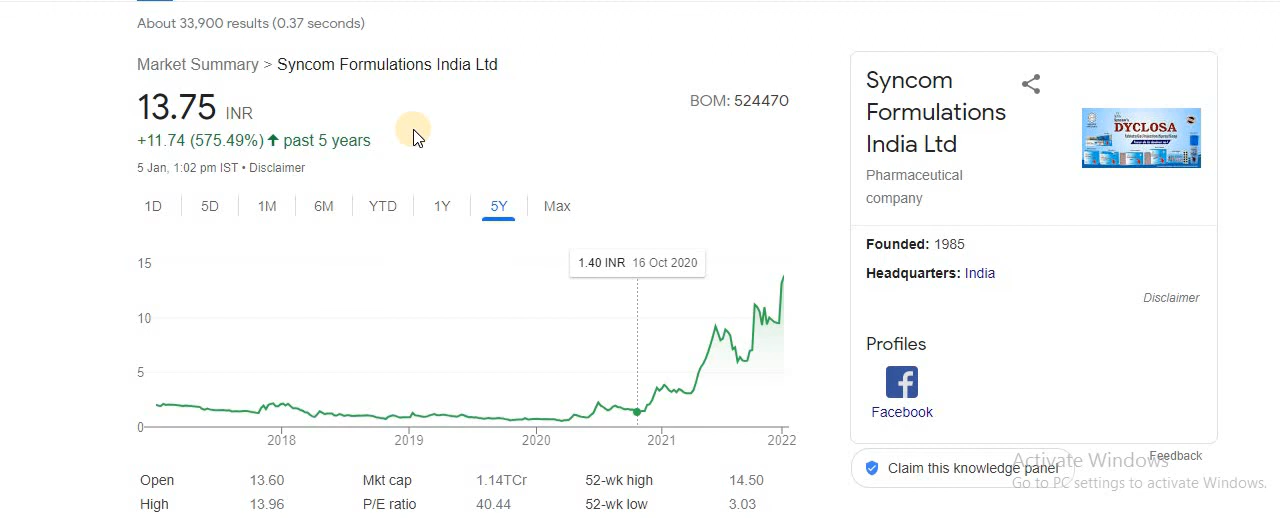 About 33,900 results (0.37 seconds)
Market Summary > Syncom Formulations India Ltd
13.75 INR
BOM: 524470
+11.74 (575.49%) ↑ past 5 years
5 Jan, 1:02 pm IST • Disclaimer
1D 5D 1M 6M YTD 1Y 5Y Max
1.40 INR 16 Oct 2020
15
10
5
0
2018 2019 2020 2021 2022
Open 13.60 Mkt cap 1.14TCr 52-wk high 14.50
High 13.96 P/E ratio 40.44 52-wk low 3.03
Syncom
Formulations
India Ltd
DYCLOSA
Pharmaceutical
company
Founded: 1985
Headquarters: India
Disclaimer
Profiles
Facebook
Feedback
Claim this knowledge panel
Activate Windows
Go to PC settings to activate Windows.